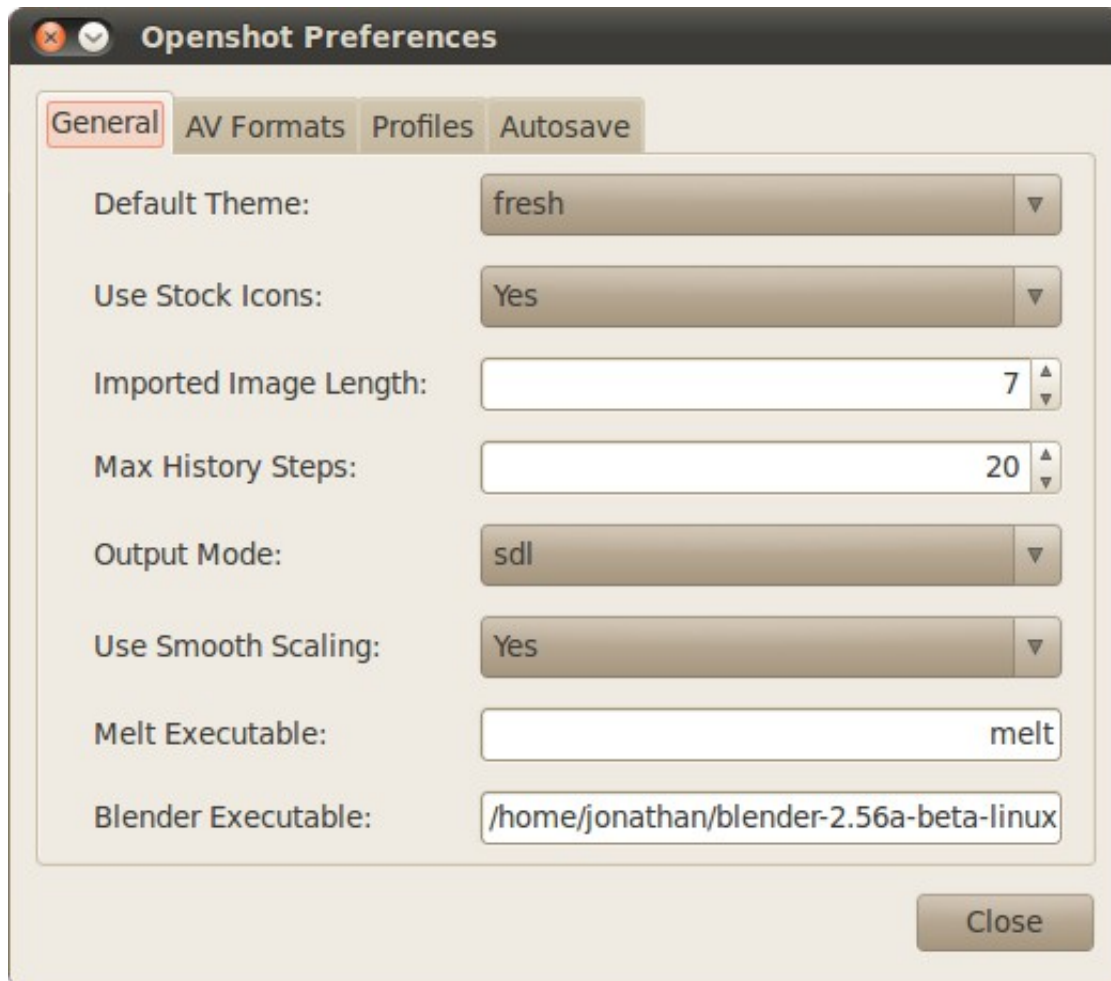 Openshot Preferences
General AV Formats Profiles Autosave
Default Theme: fresh
Use Stock Icons: Yes
Imported Image Length: 7
Max History Steps: 20
Output Mode: sdl
Use Smooth Scaling: Yes
Melt Executable: melt
Blender Executable: /home/jonathan/blender-2.56a-beta-linux
Close